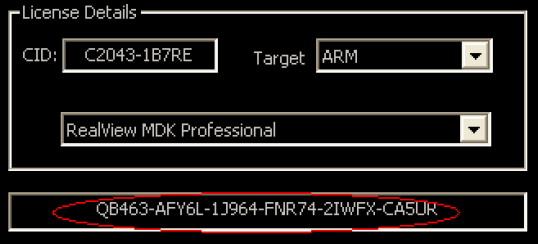 License Details
CID: C2043-1B7RE Target ARM
RealView MDK Professional
QB463-AFY6L-1J964-FNR74-2IWFX-CA5UR